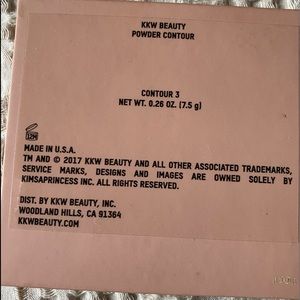 KKW BEAUTY
POWDER CONTOUR
CONTOUR 3
NET WT. 0.26 OZ. (7.5 g)
12M
MADE IN U.S.A.
TM AND © 2017 KKW BEAUTY AND ALL OTHER ASSOCIATED TRADEMARKS,
SERVICE MARKS, DESIGNS AND IMAGES ARE OWNED SOLELY BY
KIMSAPRINCESS INC. ALL RIGHTS RESERVED.
DIST. BY KKW BEAUTY, INC.
WOODLAND HILLS, CA 91364
KKWBEAUTY.COM